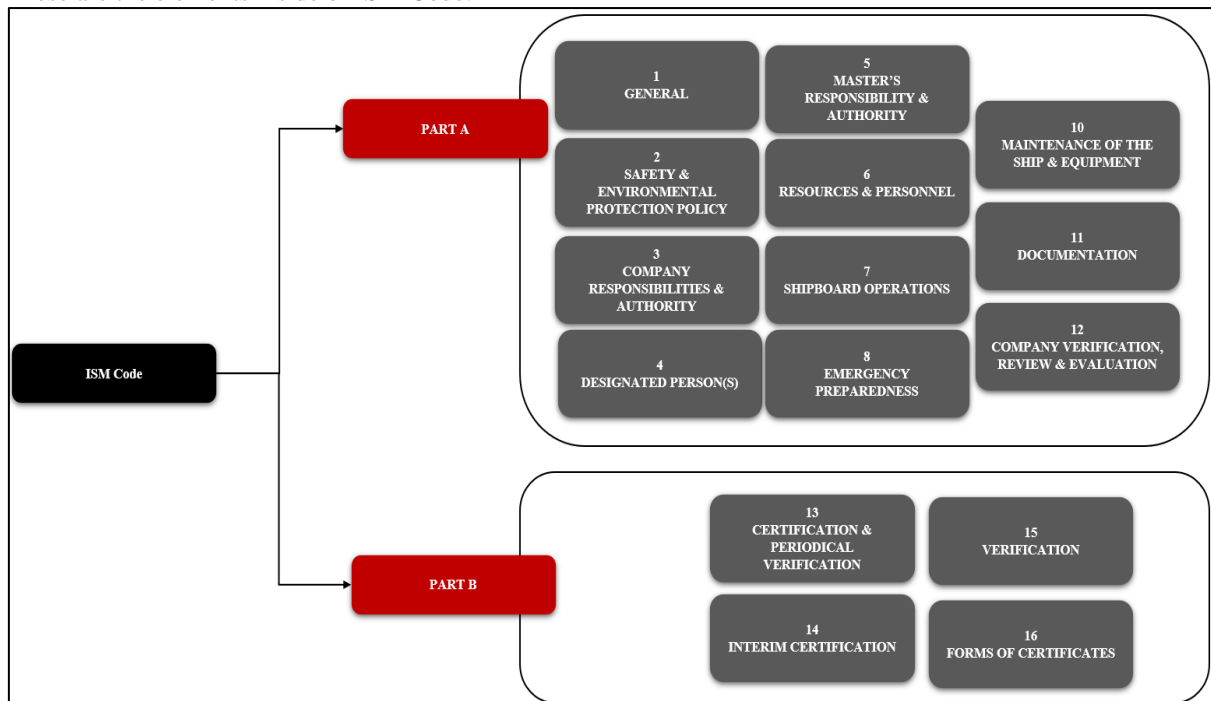 ISM Code
PART A
1
GENERAL
2
SAFETY &
ENVIRONMENTAL
PROTECTION POLICY
3
COMPANY
RESPONSIBILITIES &
AUTHORITY
4
DESIGNATED PERSON(S)
5
MASTER'S
RESPONSIBILITY &
AUTHORITY
6
RESOURCES & PERSONNEL
7
SHIPBOARD OPERATIONS
8
EMERGENCY
PREPAREDNESS
10
MAINTENANCE OF THE
SHIP & EQUIPMENT
11
DOCUMENTATION
12
COMPANY VERIFICATION,
REVIEW & EVALUATION
PART B
13
CERTIFICATION &
PERIODICAL
VERIFICATION
14
INTERIM CERTIFICATION
15
VERIFICATION
16
FORMS OF CERTIFICATES